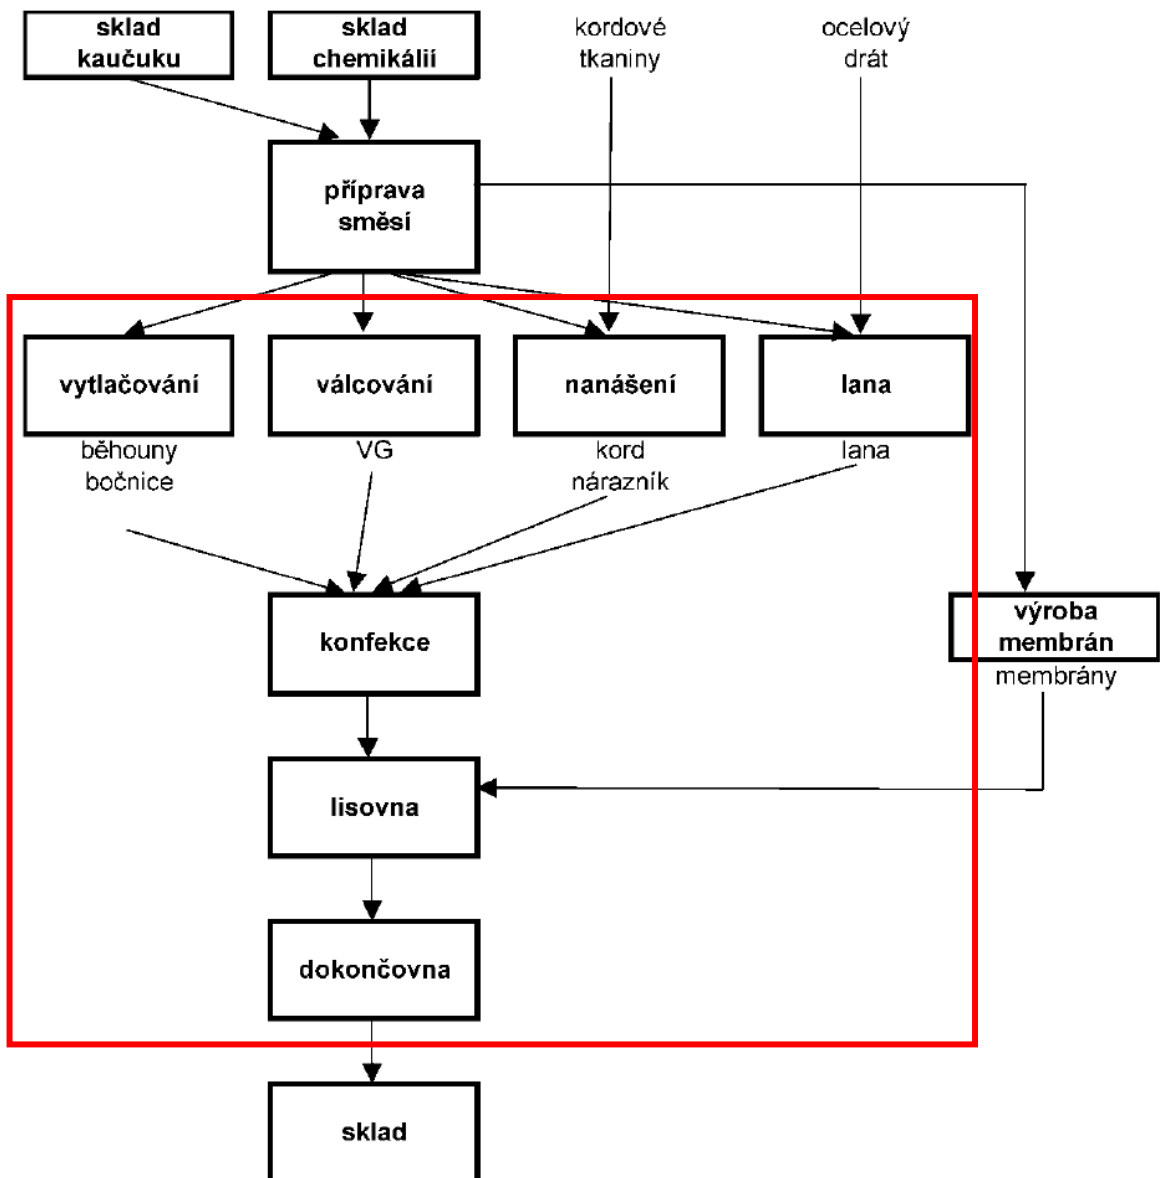 sklad
kaučuku
sklad
chemikálií
kordové
tkaniny
ocelový
drát
příprava
směsí
vytlačování
válcování
nanášení
lana
běhouny
bočnice
VG
kord
nárazník
lana
konfekce
výroba
membrán
membrány
lisovna
dokončovna
sklad